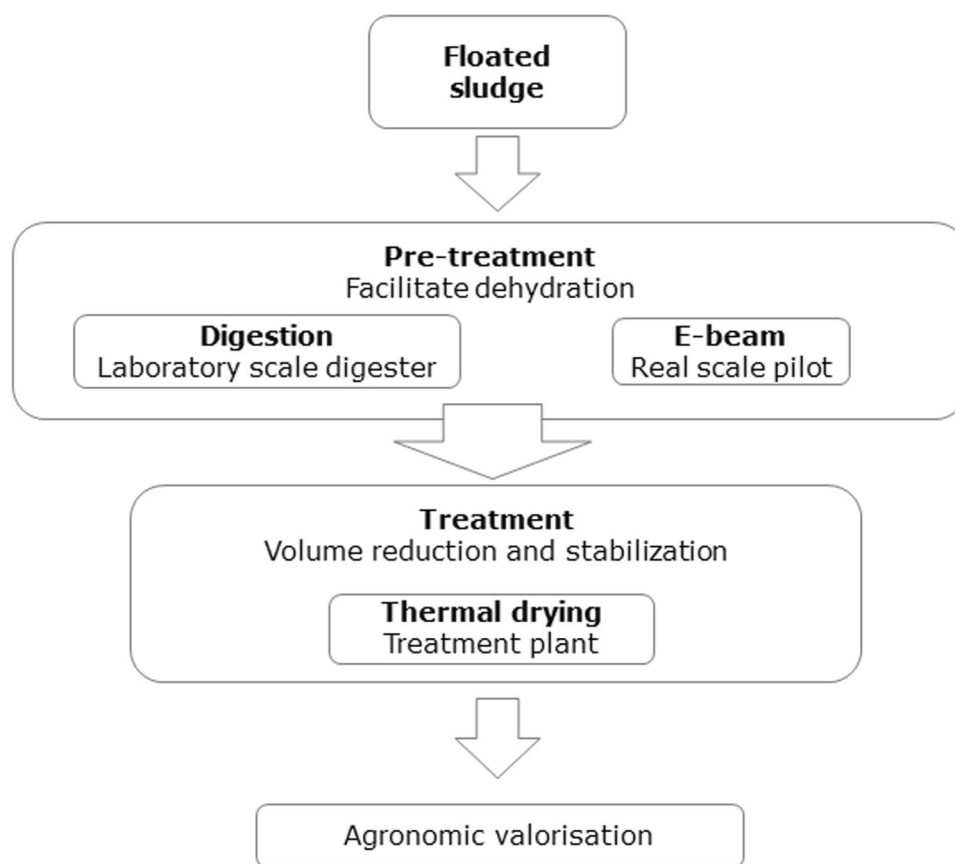 Floated
sludge
Pre-treatment
Facilitate dehydration
Digestion
Laboratory scale digester
E-beam
Real scale pilot
Treatment
Volume reduction and stabilization
Thermal drying
Treatment plant
Agronomic valorisation